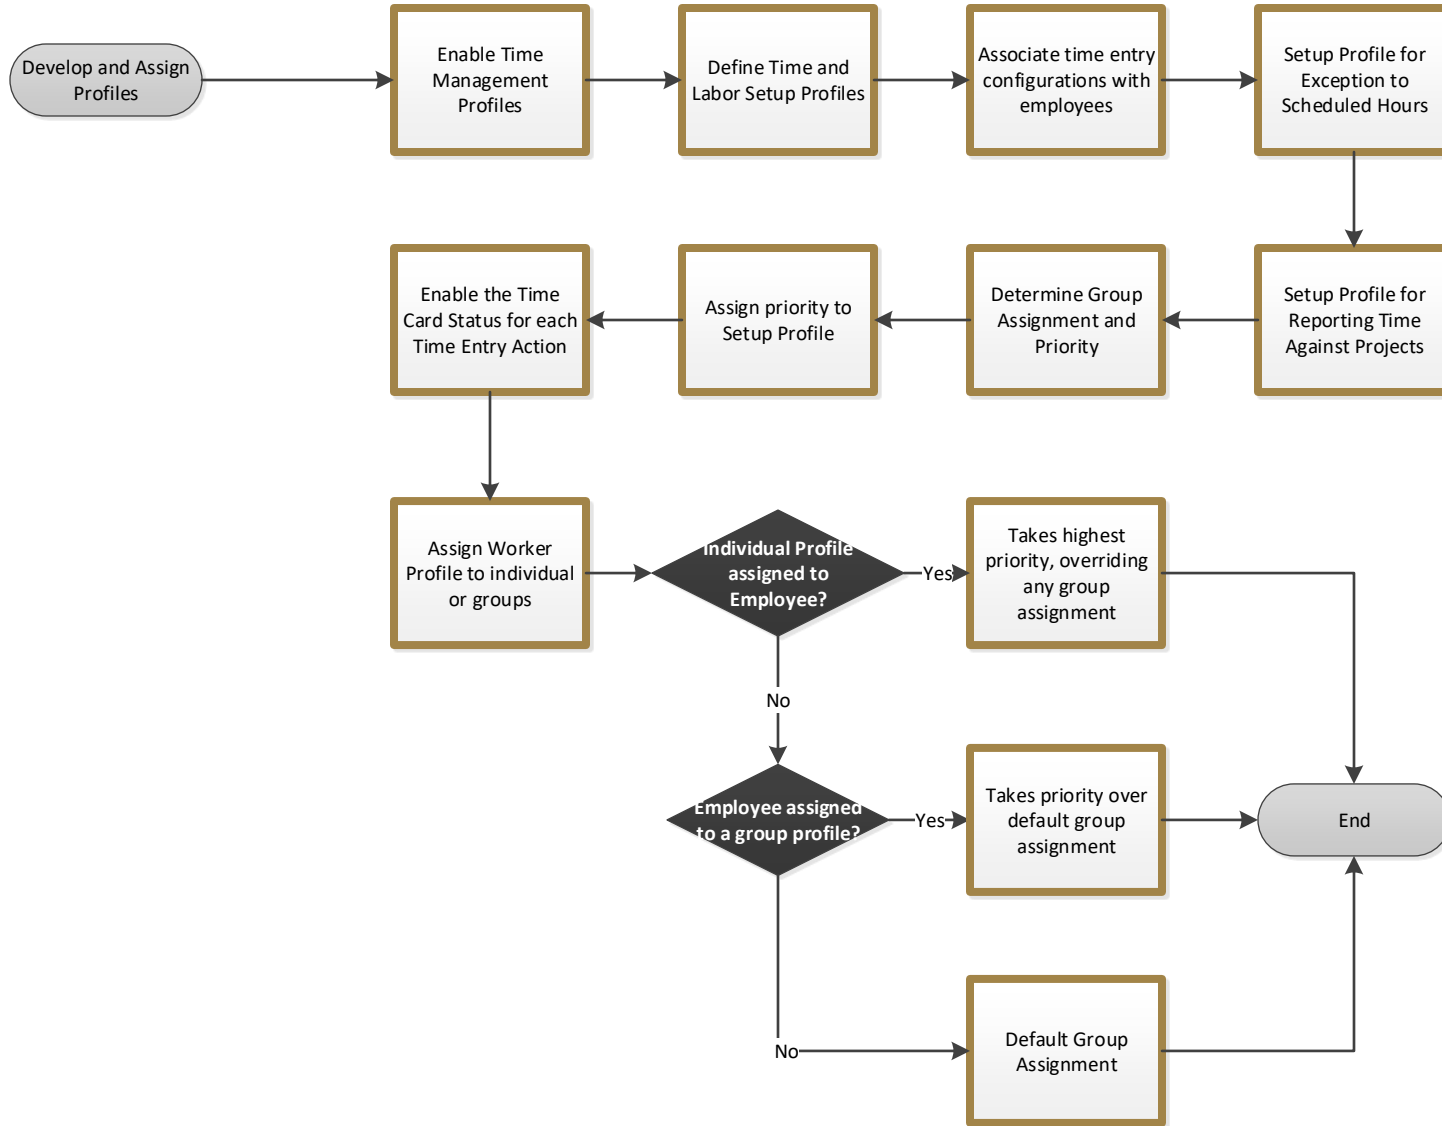 Develop and Assign
Profiles
Enable Time
Management
Profiles
Define Time and
Labor Setup Profiles
Associate time entry
configurations with
employees
Setup Profile for
Exception to
Scheduled Hours
Enable the Time
Card Status for each
Time Entry Action
Assign priority to
Setup Profile
Determine Group
Assignment and
Priority
Setup Profile for
Reporting Time
Against Projects
Assign Worker
Profile to individual
or groups
Individual Profile
assigned to
Employee?
Yes
Takes highest
priority, overriding
any group
assignment
No
Employee assigned
to a group profile?
Yes
Takes priority over
default group
assignment
End
No
Default Group
Assignment